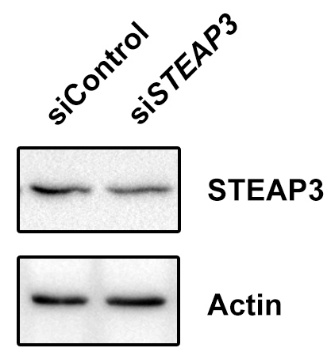 siControl
siSTEAP3
STEAP3
Actin